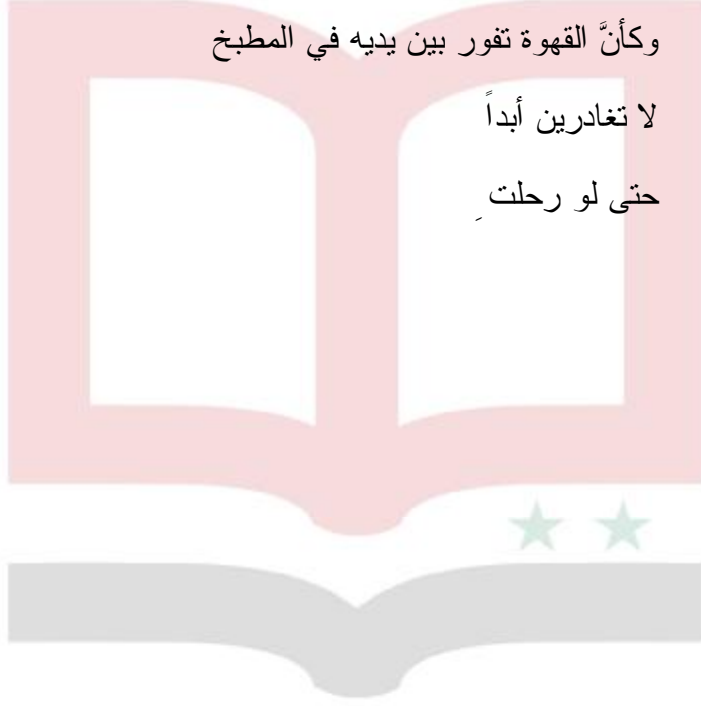 وكأنَّ القهوة تفور بين يديه في المطبخ
لا تغادرين أبداً
حتى لو رحلت ِ